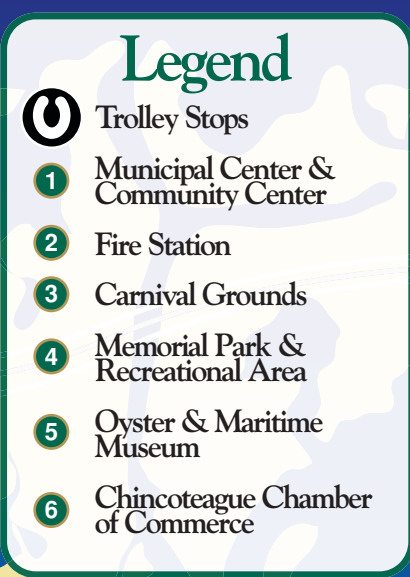 Legend
Trolley Stops
1 Municipal Center &
Community Center
2 Fire Station
3 Carnival Grounds
4 Memorial Park &
Recreational Area
5 Oyster & Maritime
Museum
6 Chincoteague Chamber
of Commerce